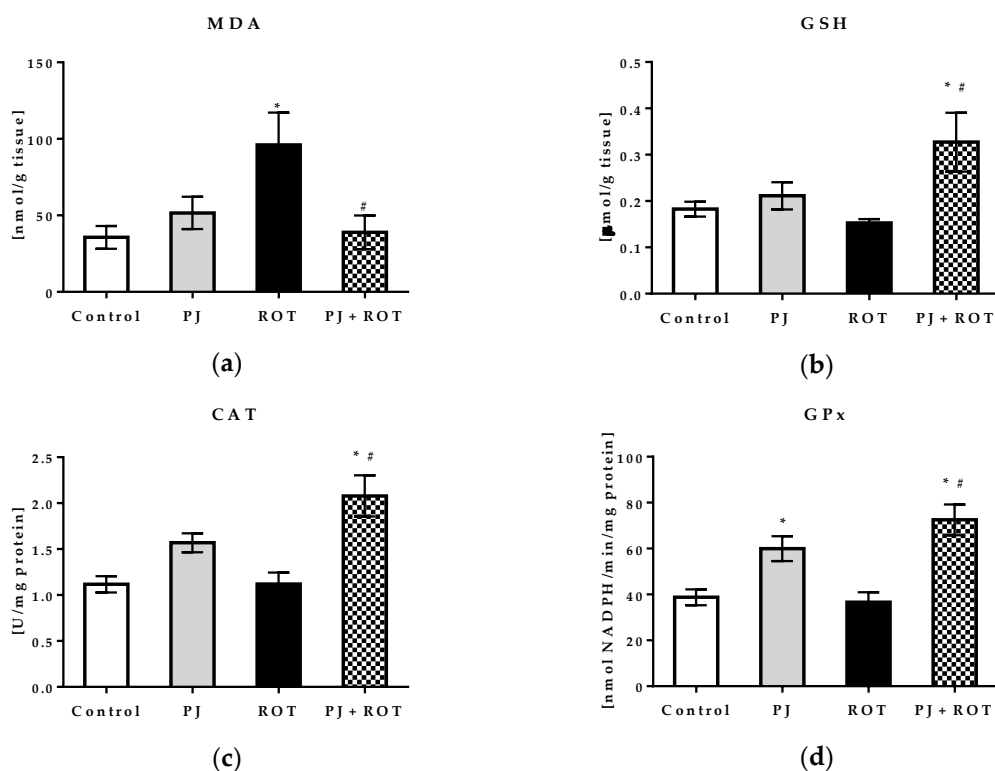 MDA
[nmol/g tissue]
150
100
50
0
*
#
Control PJ ROT PJ + ROT
(a)
GSH
mol/g tissue]
0.5
0.4
0.3
0.2
0.1
0.0
* #
Control PJ ROT PJ + ROT
(b)
CAT
[U/mg protein]
2.5
2.0
1.5
1.0
0.5
0.0
* #
Control PJ ROT PJ + ROT
(c)
GPx
[nmol NADPH/min/mg protein]
100
80
60
40
20
0
*
* #
Control PJ ROT PJ + ROT
(d)